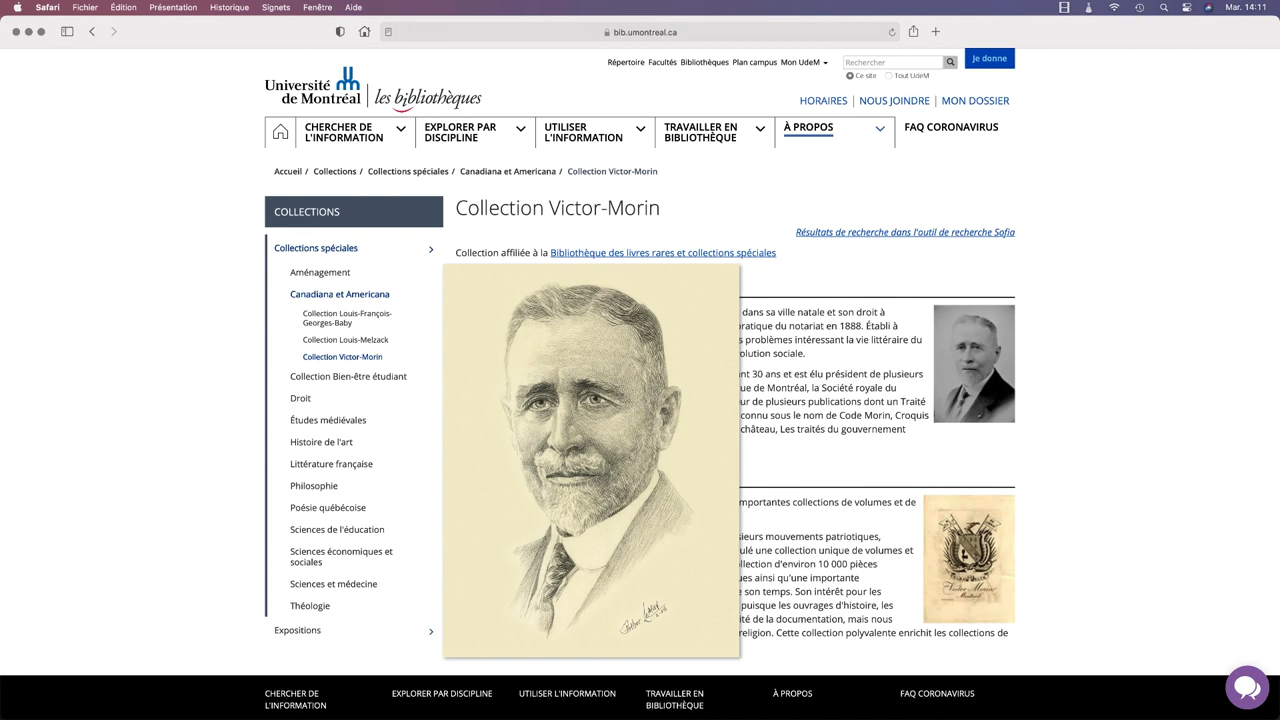 Safari Fichier Édition Présentation Historique Signets Fenêtre Aide
Mar. 14:11
bib.umontreal.ca
Répertoire Facultés Bibliothèques Plan campus Mon UdeM
Rechercher
Ce site Tout UdeM
Je donne
Université
de Montréal
les bibliothèques
HORAIRES | NOUS JOINDRE | MON DOSSIER
CHERCHER DE
L'INFORMATION
EXPLORER PAR
DISCIPLINE
UTILISER
L'INFORMATION
TRAVAILLER EN
BIBLIOTHÈQUE
À PROPOS
FAQ CORONAVIRUS
Accueil / Collections / Collections spéciales / Canadiana et Americana / Collection Victor-Morin
COLLECTIONS
Collections spéciales
Aménagement
Canadiana et Americana
Collection Louis-François-
Georges-Baby
Collection Louis-Melzack
Collection Victor-Morin
Collection Bien-être étudiant
Droit
Études médiévales
Histoire de l'art
Littérature française
Philosophie
Poésie québécoise
Sciences de l'éducation
Sciences économiques et
sociales
Sciences et médecine
Théologie
Expositions
Collection Victor-Morin
Résultats de recherche dans l'outil de recherche Sofia
Collection affiliée à la Bibliothèque des livres rares et collections spéciales
dans sa ville natale et son droit à
pratique du notariat en 1888. Établi à
s problèmes intéressant la vie littéraire du
olution sociale.
ant 30 ans et est élu président de plusieurs
que de Montréal, la Société royale du
eur de plusieurs publications dont un Traité
connu sous le nom de Code Morin, Croquis
château, Les traités du gouvernement
mportantes collections de volumes et de
sieurs mouvements patriotiques,
ulé une collection unique de volumes et
llection d'environ 10 000 pièces
ues ainsi qu'une importante
e son temps. Son intérêt pour les
puisque les ouvrages d'histoire, les
ité de la documentation, mais nous
religion. Cette collection polyvalente enrichit les collections de
Victor Morin
Montreal
CHERCHER DE
L'INFORMATION
EXPLORER PAR DISCIPLINE
UTILISER L'INFORMATION
TRAVAILLER EN
BIBLIOTHÈQUE
À PROPOS
FAQ CORONAVIRUS